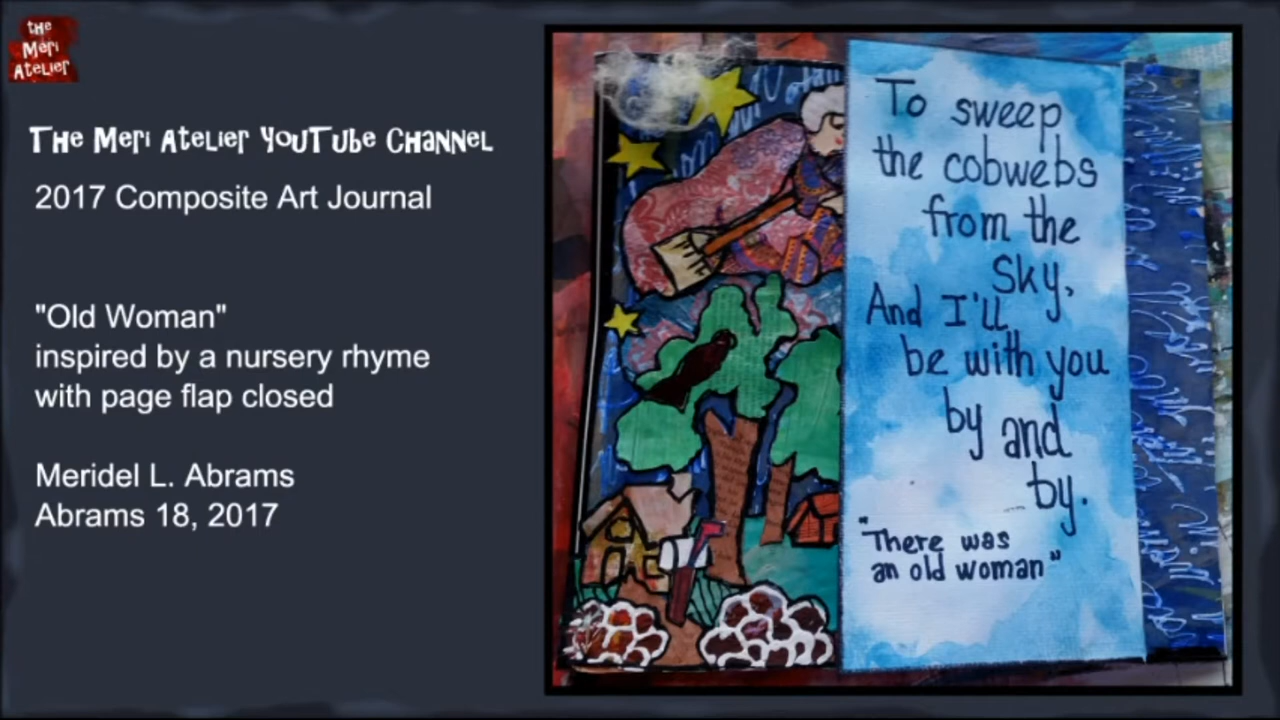 the
Meri
Atelier
The Meri Atelier YouTube Channel
2017 Composite Art Journal
"Old Woman"
inspired by a nursery rhyme
with page flap closed
Meridel L. Abrams
Abrams 18, 2017
To sweep
the cobwebs
from the
sky,
And I'll
be with you
by and
by.
"There was
an old woman"